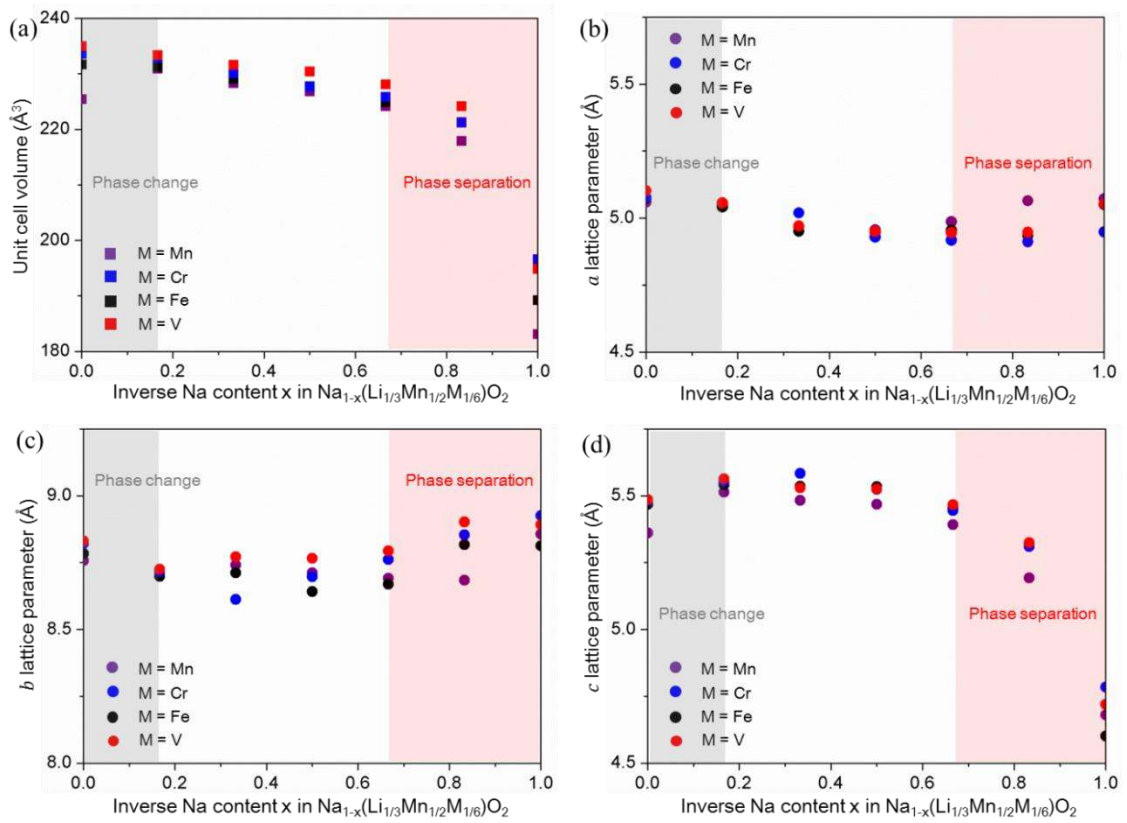 (a)
240
220
200
180
Unit cell volume (Å³)
Phase change
Phase separation
M = Mn
M = Cr
M = Fe
M = V
0.0 0.2 0.4 0.6 0.8 1.0
Inverse Na content x in Na₁₋ₓ(Li₁/₃Mn₁/₂M₁/₆)O₂
(b)
M = Mn
M = Cr
M = Fe
M = V
5.5
5.0
4.5
a lattice parameter (Å)
Phase change
Phase separation
0.0 0.2 0.4 0.6 0.8 1.0
Inverse Na content x in Na₁₋ₓ(Li₁/₃Mn₁/₂M₁/₆)O₂
(c)
9.0
8.5
8.0
b lattice parameter (Å)
Phase change
Phase separation
M = Mn
M = Cr
M = Fe
M = V
0.0 0.2 0.4 0.6 0.8 1.0
Inverse Na content x in Na₁₋ₓ(Li₁/₃Mn₁/₂M₁/₆)O₂
(d)
5.5
5.0
4.5
c lattice parameter (Å)
Phase change
Phase separation
M = Mn
M = Cr
M = Fe
M = V
0.0 0.2 0.4 0.6 0.8 1.0
Inverse Na content x in Na₁₋ₓ(Li₁/₃Mn₁/₂M₁/₆)O₂